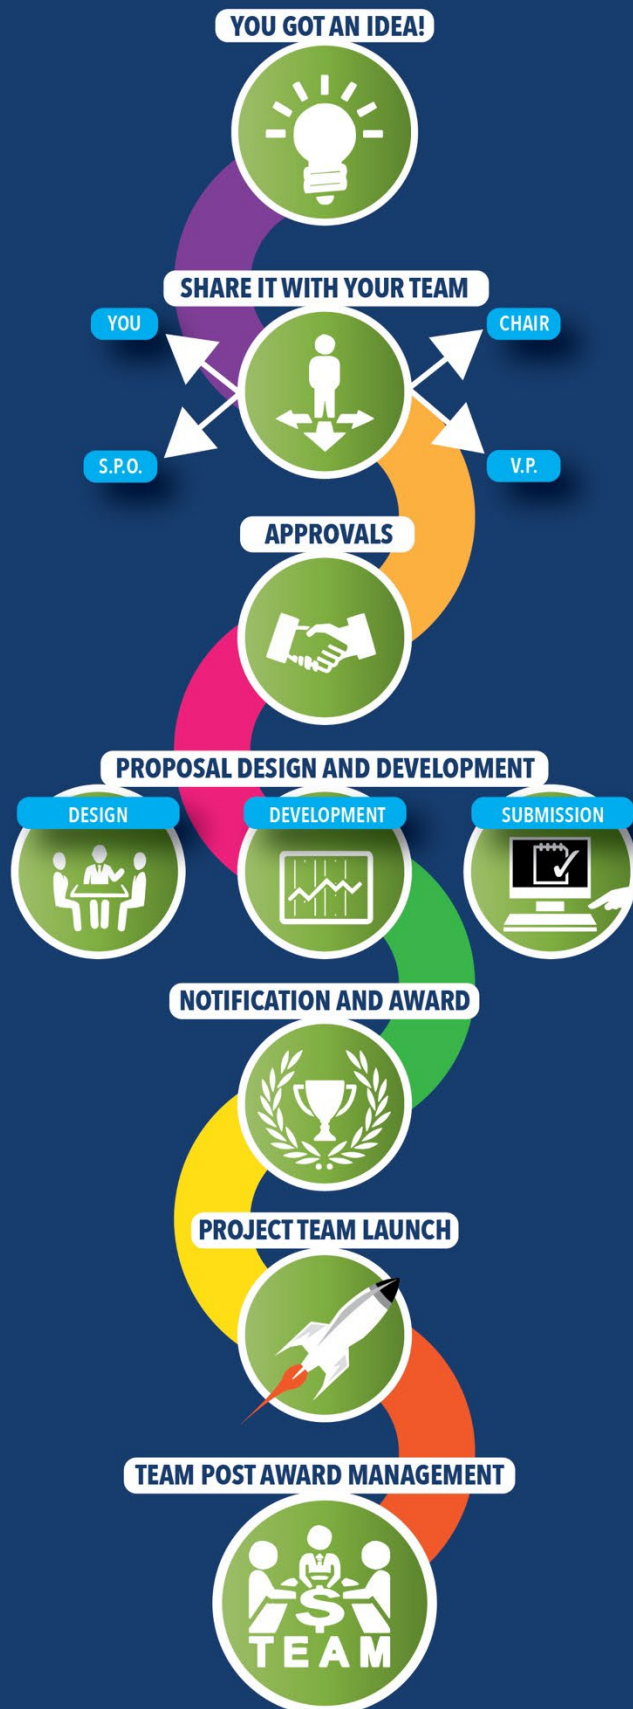 YOU GOT AN IDEA!
SHARE IT WITH YOUR TEAM
YOU
CHAIR
S.P.O.
V.P.
APPROVALS
PROPOSAL DESIGN AND DEVELOPMENT
DESIGN
DEVELOPMENT
SUBMISSION
NOTIFICATION AND AWARD
PROJECT TEAM LAUNCH
TEAM POST AWARD MANAGEMENT
$
TEAM